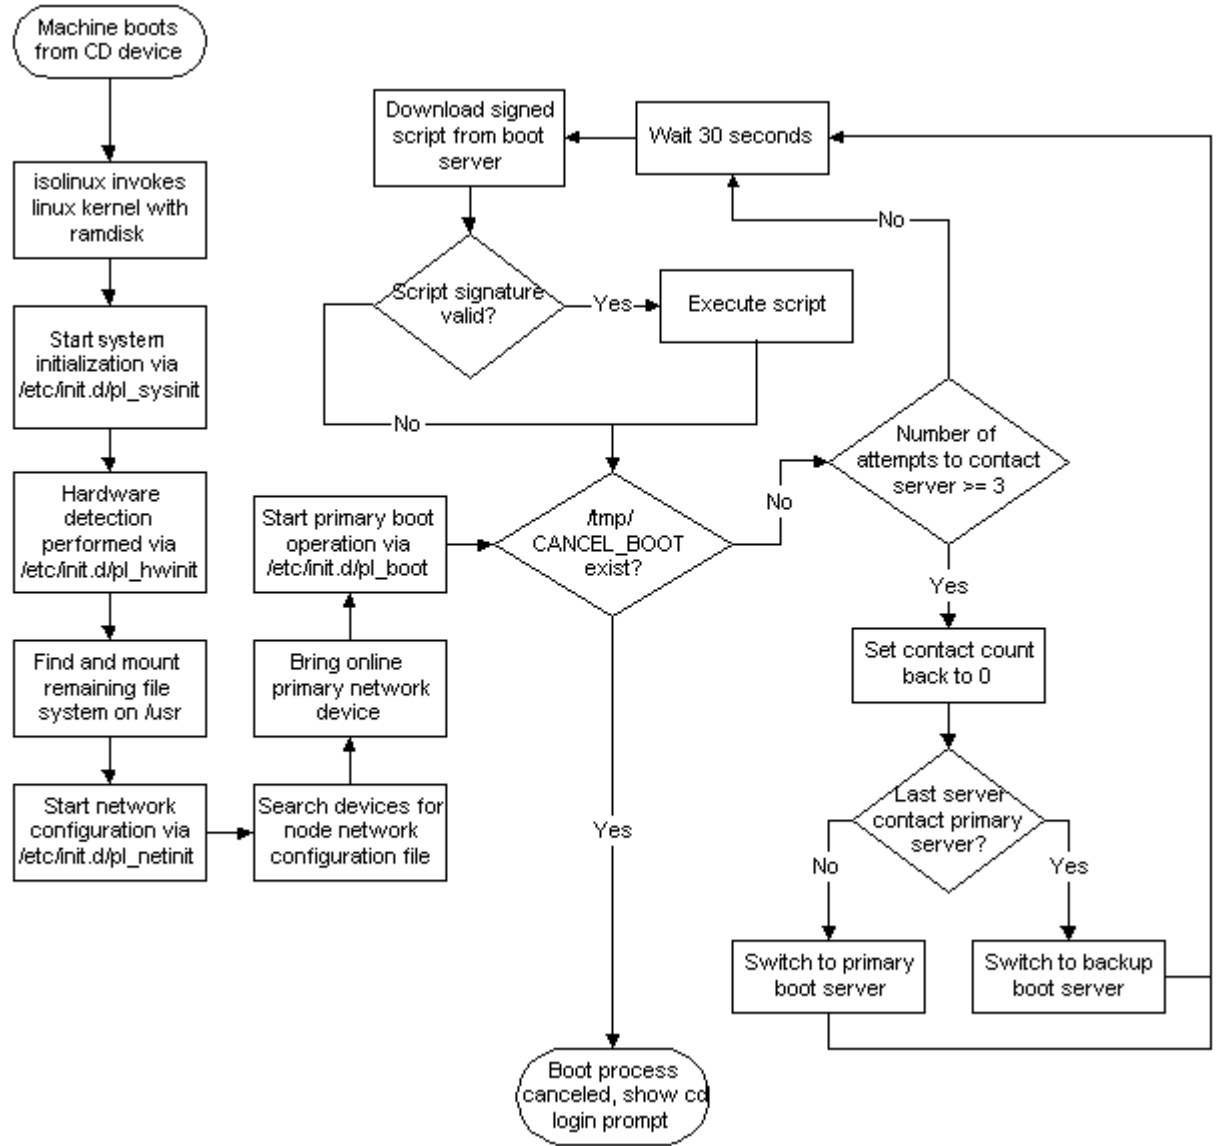 Machine boots
from CD device
isolinux invokes
linux kernel with
ramdisk
Start system
initialization via
/etc/init.d/pl_sysinit
Hardware
detection
performed via
/etc/init.d/pl_hwinit
Find and mount
remaining file
system on /usr
Start network
configuration via
/etc/init.d/pl_netinit
Search devices for
node network
configuration file
Bring online
primary network
device
Start primary boot
operation via
/etc/init.d/pl_boot
/tmp/
CANCEL_BOOT
exist?
Yes
Boot process
canceled, show cd
login prompt
No
Number of
attempts to contact
server >= 3
No
Wait 30 seconds
Download signed
script from boot
server
Script signature
valid?
Yes
Execute script
No
Yes
Set contact count
back to 0
Last server
contact primary
server?
No
Yes
Switch to primary
boot server
Switch to backup
boot server